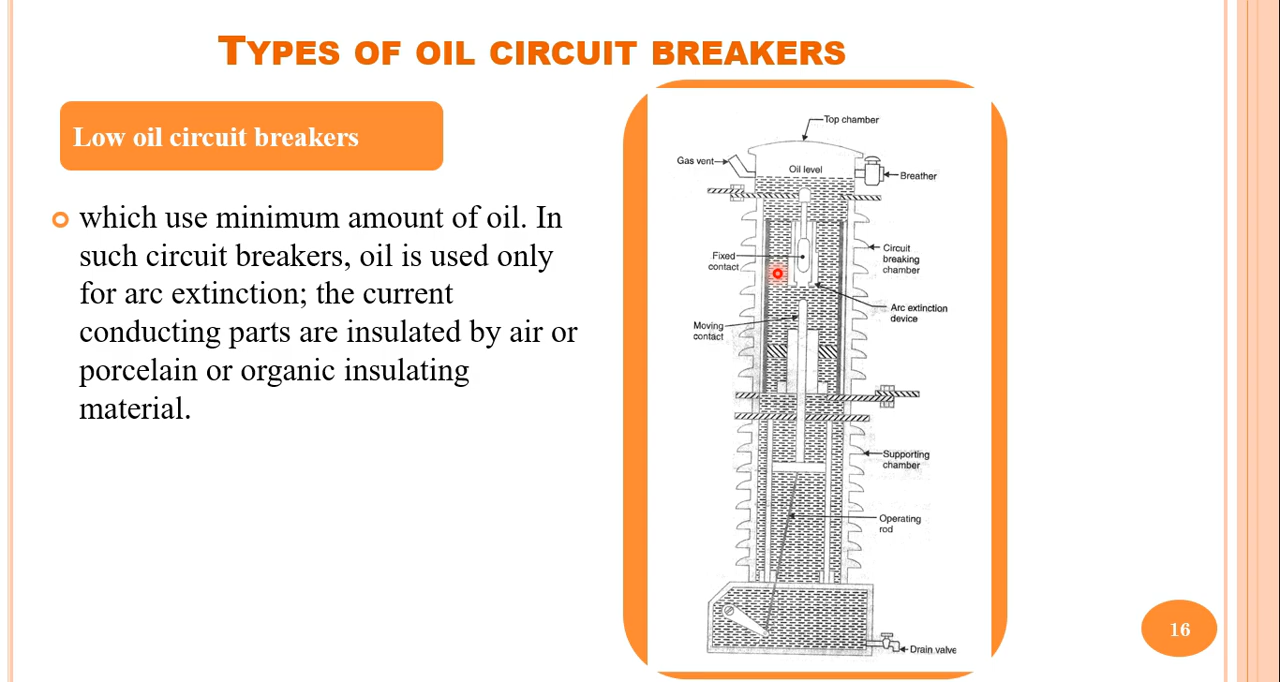 TYPES OF OIL CIRCUIT BREAKERS
Low oil circuit breakers
which use minimum amount of oil. In
such circuit breakers, oil is used only
for arc extinction; the current
conducting parts are insulated by air or
porcelain or organic insulating
material.
Top chamber
Gas vent
Oil level
Breather
Fixed
contact
Circuit
breaking
chamber
Arc extinction
device
Moving
contact
Supporting
chamber
Operating
rod
Drain valve
16